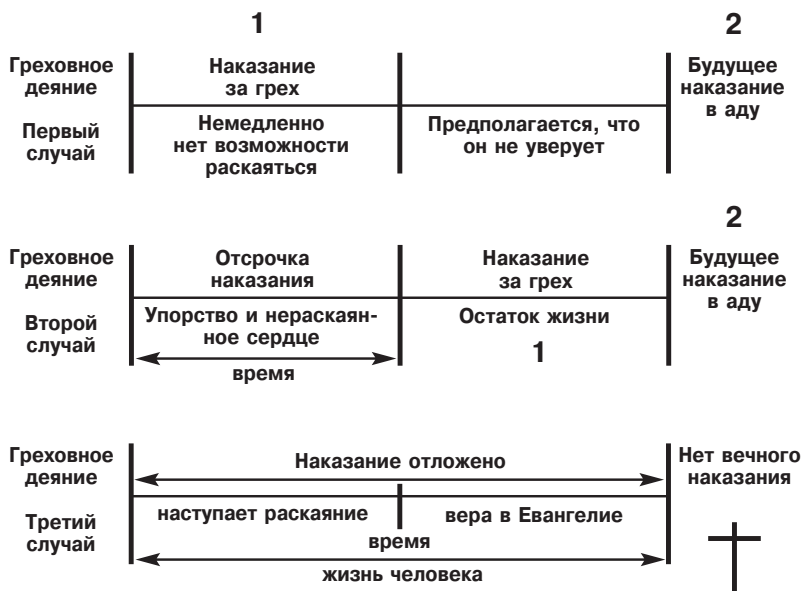 1
2
Греховное
деяние
Наказание
за грех
Будущее
наказание
в аду
Первый
случай
Немедленно
нет возможности
раскаяться
Предполагается, что
он не уверует
2
Греховное
деяние
Отсрочка
наказания
Наказание
за грех
Будущее
наказание
в аду
Второй
случай
Упорство и нераскаян-
ное сердце
Остаток жизни
1
время
Греховное
деяние
Наказание отложено
Нет вечного
наказания
Третий
случай
наступает раскаяние
вера в Евангелие
время
жизнь человека